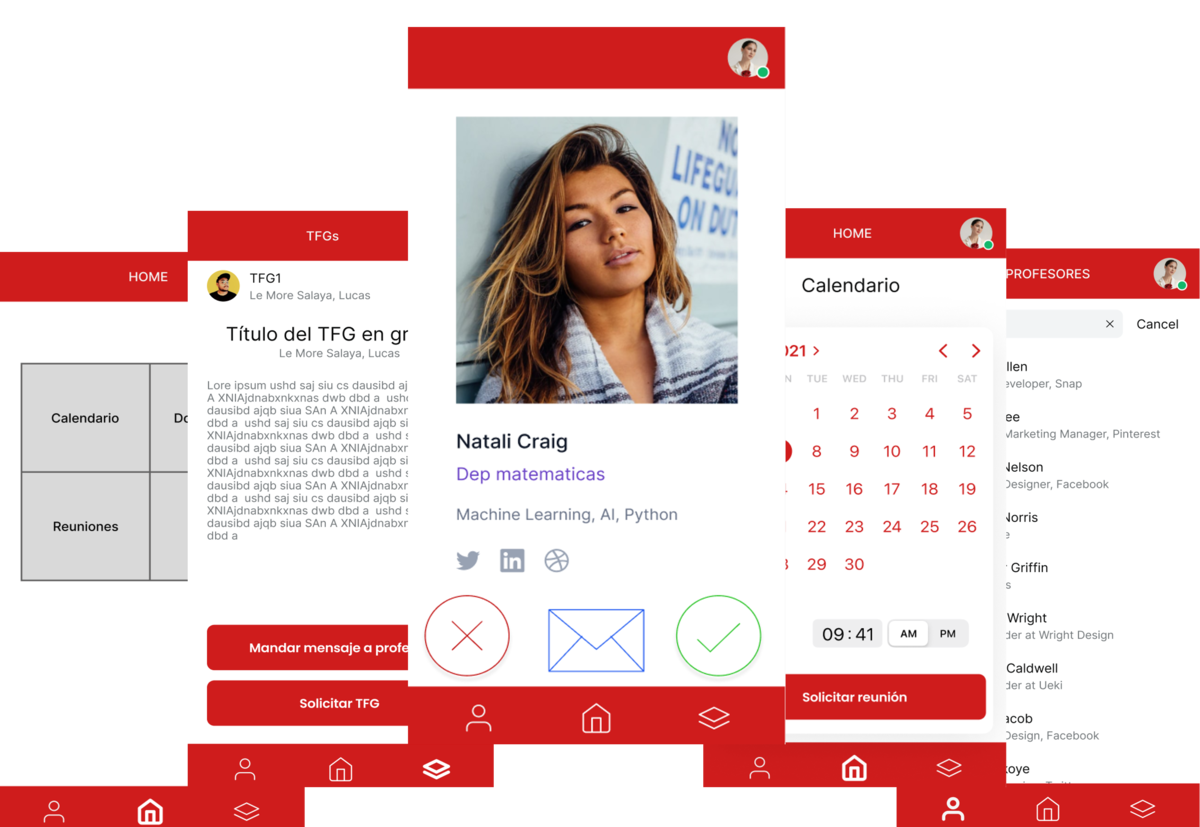 HOME
Calendario
Reuniones
TFGs
TFG1
Le More Salaya, Lucas
Título del TFG en gr
Le More Salaya, Lucas
Lore ipsum ushd saj siu cs dausibd aj
A XNIAjdnabxnkxnas dwb dbd a ushd
dausibd ajqb siua SAn A XNIAjdnabxnr
dbd a ushd saj siu cs dausibd ajqb si
XNIAjdnabxnkxnas dwb dbd a ushd s
dausibd ajqb siua SAn A XNIAjdnabxnr
dbd a ushd saj siu cs dausibd ajqb si
XNIAjdnabxnkxnas dwb dbd a ushd s
dausibd ajqb siua SAn A XNIAjdnabxnr
dbd a ushd saj siu cs dausibd ajqb si
XNIAjdnabxnkxnas dwb dbd a ushd s
dausibd ajqb siua SAn A XNIAjdnabxnr
dbd a
Mandar mensaje a profe
Solicitar TFG
NO
LIFEGU
ON DUT
Natali Craig
Dep matematicas
Machine Learning, AI, Python
HOME
Calendario
021 >
TUE WED THU FRI SAT
1 2 3 4 5
8 9 10 11 12
15 16 17 18 19
22 23 24 25 26
29 30
09:41 AM PM
Solicitar reunión
PROFESORES
Cancel
llen
eveloper, Snap
ee
Marketing Manager, Pinterest
Nelson
Designer, Facebook
Norris
e
Griffin
s
Wright
der at Wright Design
Caldwell
der at Ueki
acob
Design, Facebook
oye